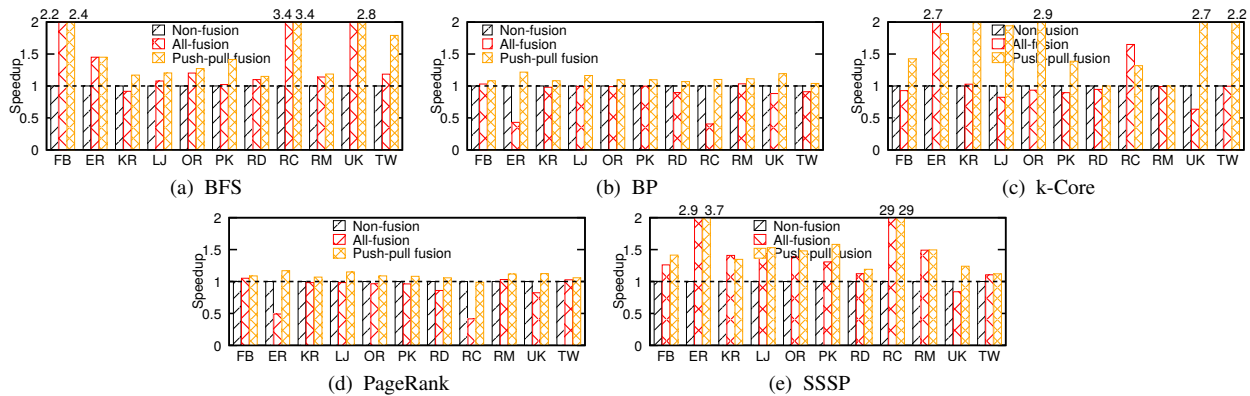 2.2 2.4 3.4 3.4 2.8
Speedup
2
1.5
1
0.5
0
Non-fusion
All-fusion
Push-pull fusion
FB ER KR LJ OR PK RD RC RM UK TW
(a) BFS
Speedup
2
1.5
1
0.5
0
Non-fusion
All-fusion
Push-pull fusion
FB ER KR LJ OR PK RD RC RM UK TW
(b) BP
2.7 2.9 2.7 2.2
Speedup
2
1.5
1
0.5
0
Non-fusion
All-fusion
Push-pull fusion
FB ER KR LJ OR PK RD RC RM UK TW
(c) k-Core
Speedup
2
1.5
1
0.5
0
Non-fusion
All-fusion
Push-pull fusion
FB ER KR LJ OR PK RD RC RM UK TW
(d) PageRank
2.9 3.7 29 29
Speedup
2
1.5
1
0.5
0
Non-fusion
All-fusion
Push-pull fusion
FB ER KR LJ OR PK RD RC RM UK TW
(e) SSSP